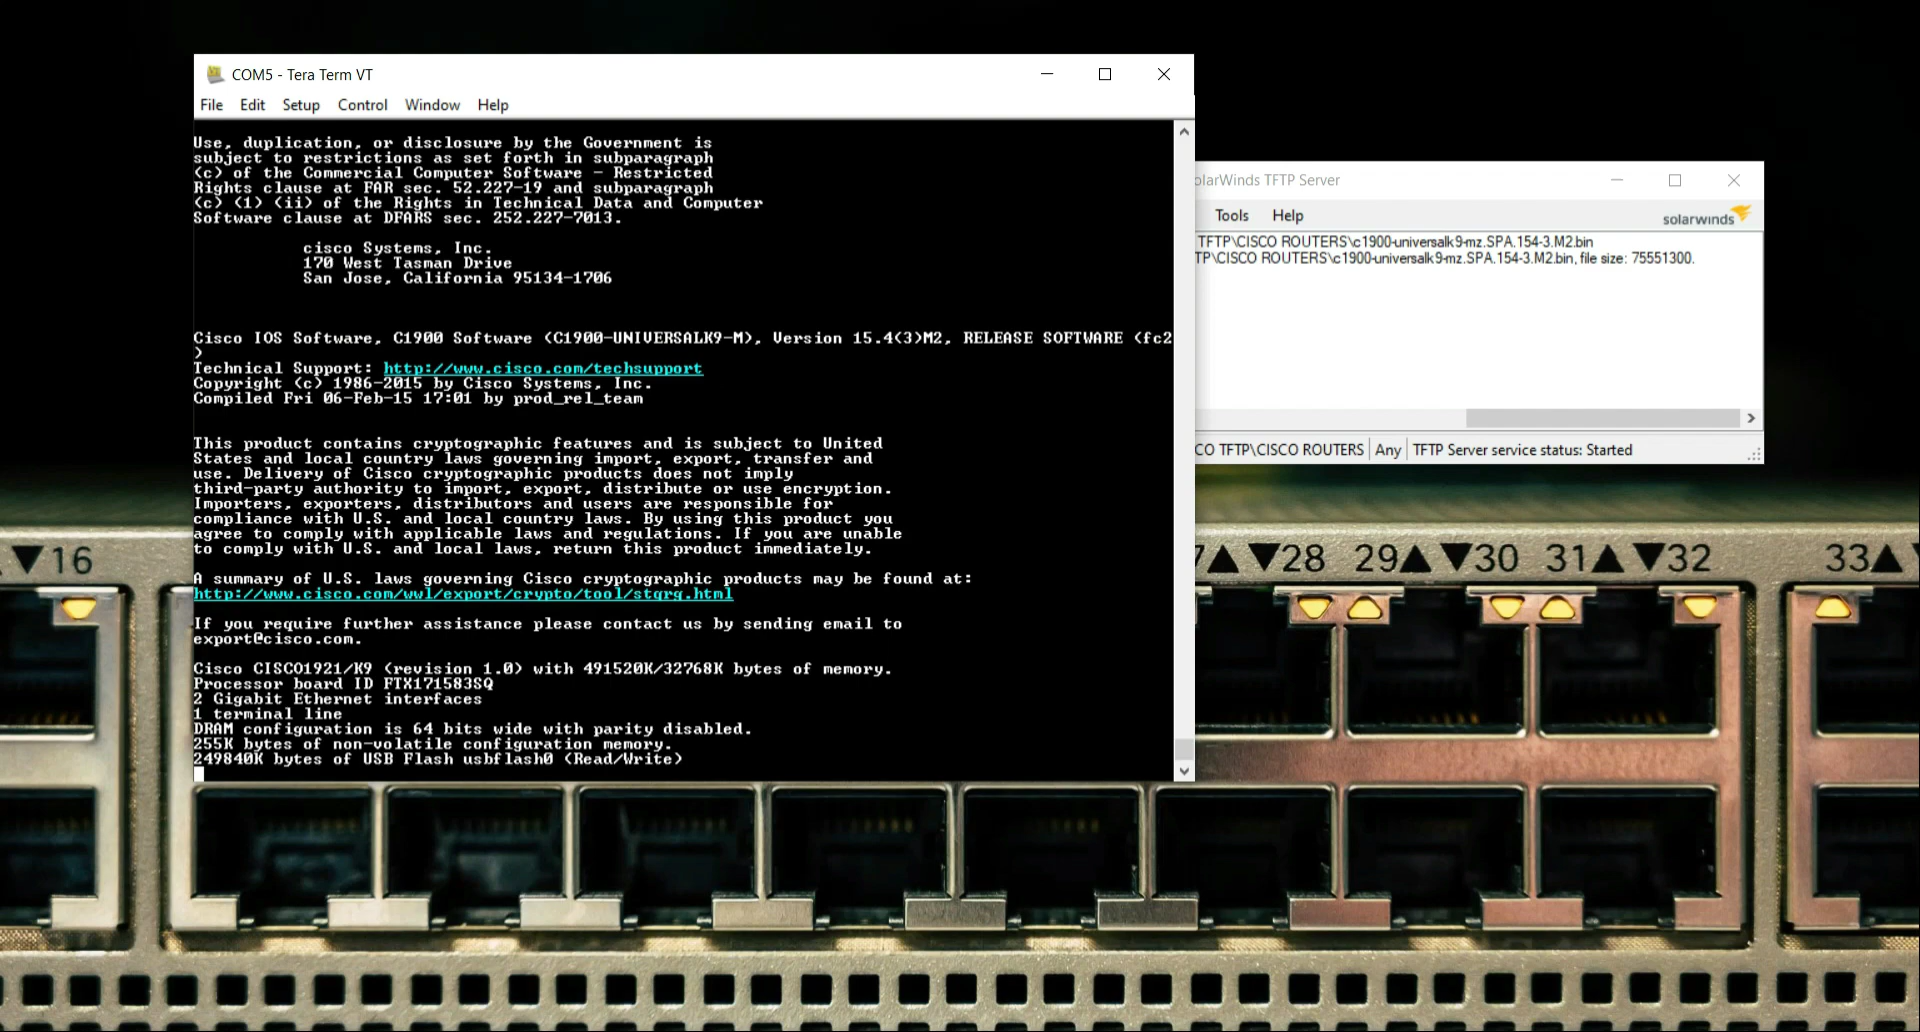 COM5 - Tera Term VT
File Edit Setup Control Window Help
Use, duplication, or disclosure by the Government is
subject to restrictions as set forth in subparagraph
(c) of the Commercial Computer Software - Restricted
Rights clause at FAR sec. 52.227-19 and subparagraph
(c) (1) (ii) of the Rights in Technical Data and Computer
Software clause at DFARS sec. 252.227-7013.
cisco Systems, Inc.
170 West Tasman Drive
San Jose, California 95134-1706
Cisco IOS Software, C1900 Software (C1900-UNIVERSALK9-M), Version 15.4(3)M2, RELEASE SOFTWARE (fc2
)
Technical Support: http://www.cisco.com/techsupport
Copyright (c) 1986-2015 by Cisco Systems, Inc.
Compiled Fri 06-Feb-15 17:01 by prod_rel_team
This product contains cryptographic features and is subject to United
States and local country laws governing import, export, transfer and
use. Delivery of Cisco cryptographic products does not imply
third-party authority to import, export, distribute or use encryption.
Importers, exporters, distributors and users are responsible for
compliance with U.S. and local country laws. By using this product you
agree to comply with applicable laws and regulations. If you are unable
to comply with U.S. and local laws, return this product immediately.
A summary of U.S. laws governing Cisco cryptographic products may be found at:
http://www.cisco.com/wwl/export/crypto/tool/stqrg.html
If you require further assistance please contact us by sending email to
export@cisco.com.
Cisco CISCO1921/K9 (revision 1.0) with 491520K/32768K bytes of memory.
Processor board ID FTX171583SQ
2 Gigabit Ethernet interfaces
1 terminal line
DRAM configuration is 64 bits wide with parity disabled.
255K bytes of non-volatile configuration memory.
249840K bytes of USB Flash usbflash0 (Read/Write)
olarWinds TFTP Server
Tools Help
solarwinds
TFTP\CISCO ROUTERS\c1900-universalk9-mz.SPA.154-3.M2.bin
TP\CISCO ROUTERS\c1900-universalk9-mz.SPA.154-3.M2.bin, file size: 75551300.
CO TFTP\CISCO ROUTERS Any TFTP Server service status: Started
▼16
7▲ ▼28 29▲ ▼30 31▲ ▼32 33▲